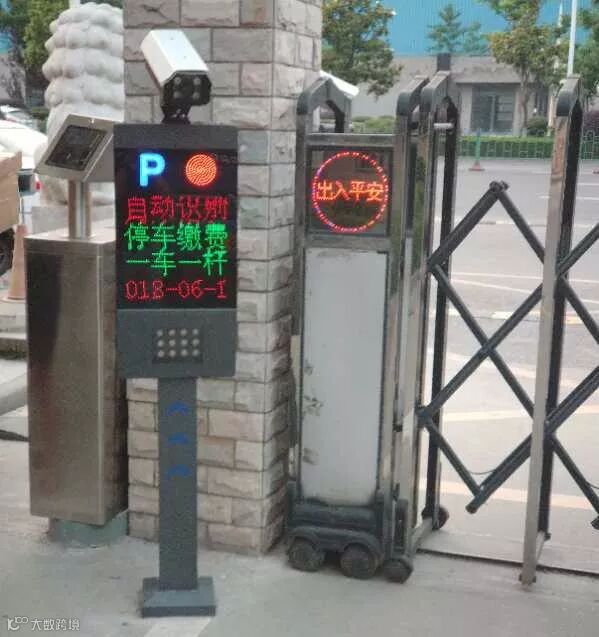 P
自动识别
停车缴费
一车一杆
018-06-1
出入平安
大数跨境